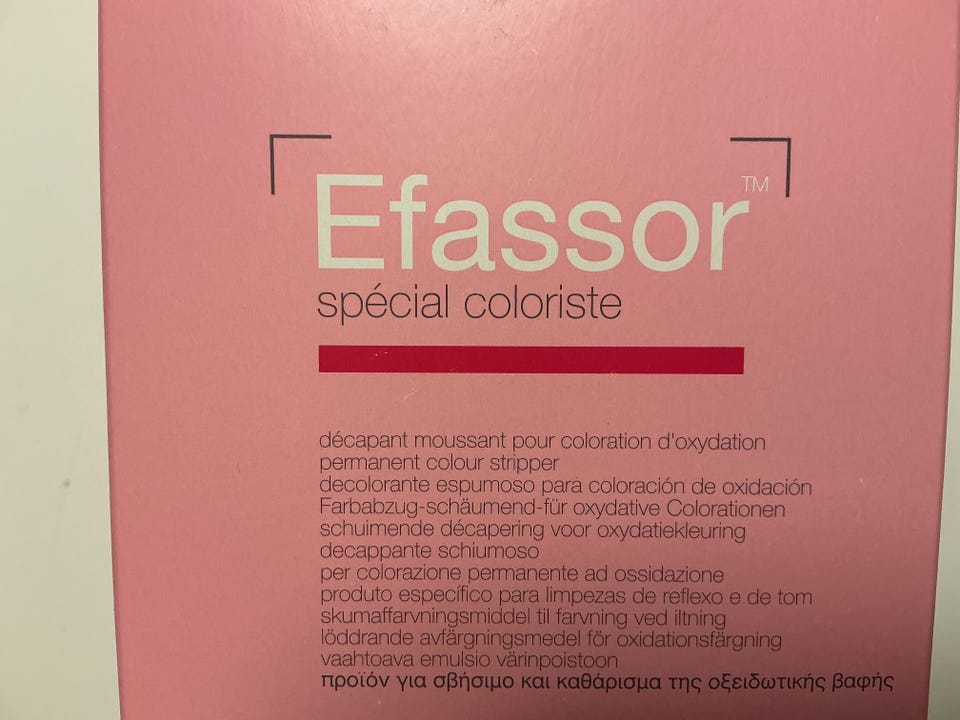 Efassor™
spécial coloriste
décapant moussant pour coloration d'oxydation
permanent colour stripper
decolorante espumoso para coloración de oxidación
Farbabzug-schäumend-für oxydative Colorationen
schuimende décapering voor oxydatiekleuring
decappante schiumoso
per colorazione permanente ad ossidazione
produto específico para limpezas de reflexo e de tom
skumaffarvningsmiddel til farvning ved iltning
löddrande avfärgningsmedel för oxidationsfärgning
vaahtoava emulsio värinpoistoon
προϊόν για σβήσιμο και καθάρισμα της οξειδωτικής βαφής